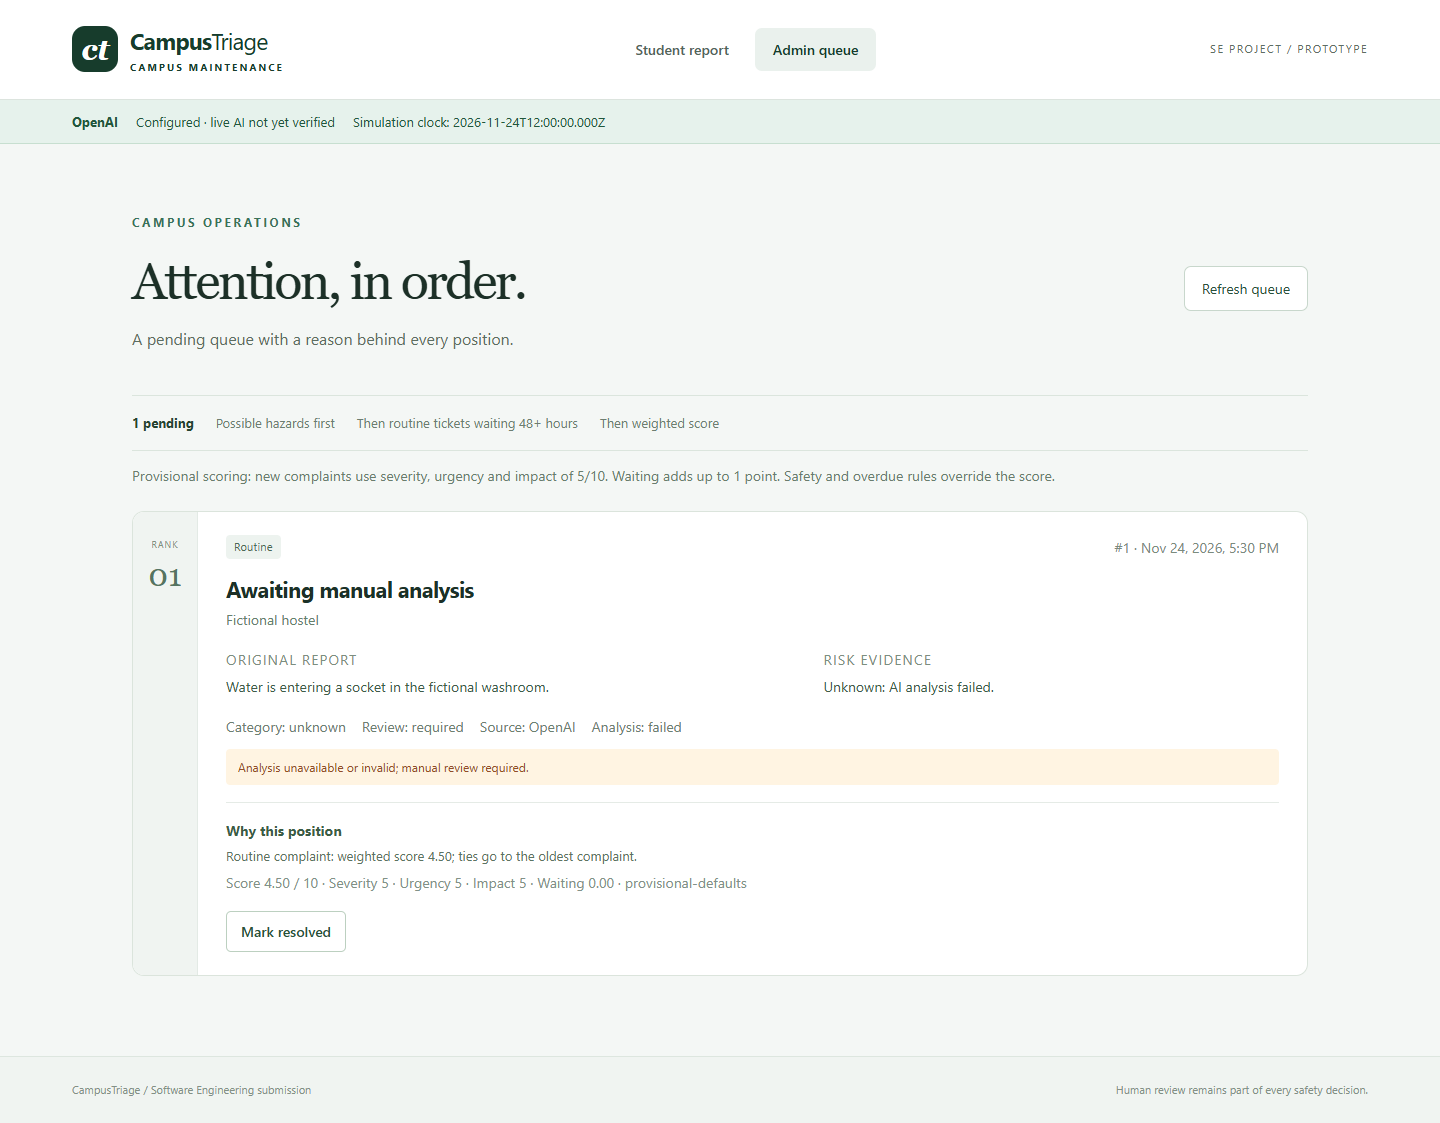 ct
CampusTriage
CAMPUS MAINTENANCE
Student report
Admin queue
SE PROJECT / PROTOTYPE
OpenAI Configured · live AI not yet verified Simulation clock: 2026-11-24T12:00:00.000Z
CAMPUS OPERATIONS
Attention, in order.
Refresh queue
A pending queue with a reason behind every position.
1 pending Possible hazards first Then routine tickets waiting 48+ hours Then weighted score
Provisional scoring: new complaints use severity, urgency and impact of 5/10. Waiting adds up to 1 point. Safety and overdue rules override the score.
RANK
01
Routine
#1 · Nov 24, 2026, 5:30 PM
Awaiting manual analysis
Fictional hostel
ORIGINAL REPORT
Water is entering a socket in the fictional washroom.
RISK EVIDENCE
Unknown: AI analysis failed.
Category: unknown Review: required Source: OpenAI Analysis: failed
Analysis unavailable or invalid; manual review required.
Why this position
Routine complaint: weighted score 4.50; ties go to the oldest complaint.
Score 4.50 / 10 · Severity 5 · Urgency 5 · Impact 5 · Waiting 0.00 · provisional-defaults
Mark resolved
CampusTriage / Software Engineering submission
Human review remains part of every safety decision.